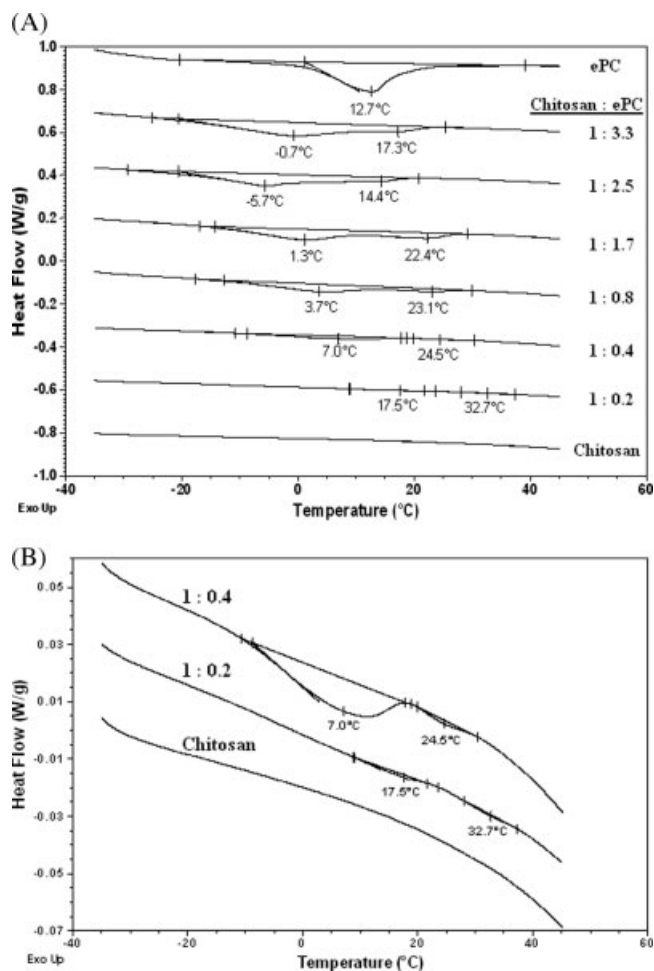 (A)
1.0
0.8
0.6
0.4
0.2
0.0
-0.2
-0.4
-0.6
-0.8
-1.0
Heat Flow (W/g)
ePC
12.7°C
Chitosan : ePC
1 : 3.3
-0.7°C 17.3°C
1 : 2.5
-5.7°C 14.4°C
1 : 1.7
1.3°C 22.4°C
1 : 0.8
3.7°C 23.1°C
1 : 0.4
7.0°C 24.5°C
1 : 0.2
17.5°C 32.7°C
Chitosan
-40 -20 0 20 40 60
Exo Up Temperature (°C)
(B)
0.05
0.03
0.01
-0.01
-0.03
-0.05
-0.07
Heat Flow (W/g)
1 : 0.4
7.0°C 24.5°C
1 : 0.2
17.5°C 32.7°C
Chitosan
-40 -20 0 20 40 60
Exo Up Temperature (°C)